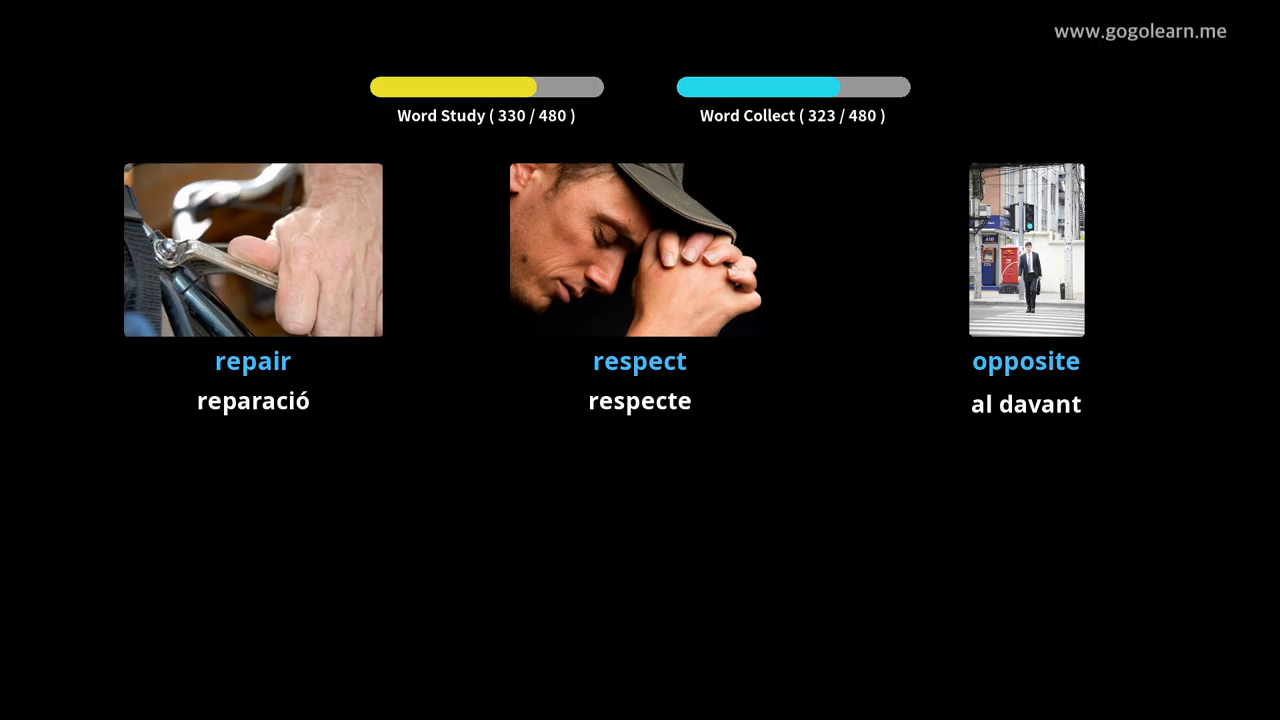 www.gogolearn.me
Word Study ( 330 / 480 )
Word Collect ( 323 / 480 )
repair
respect
opposite
reparació
respecte
al davant